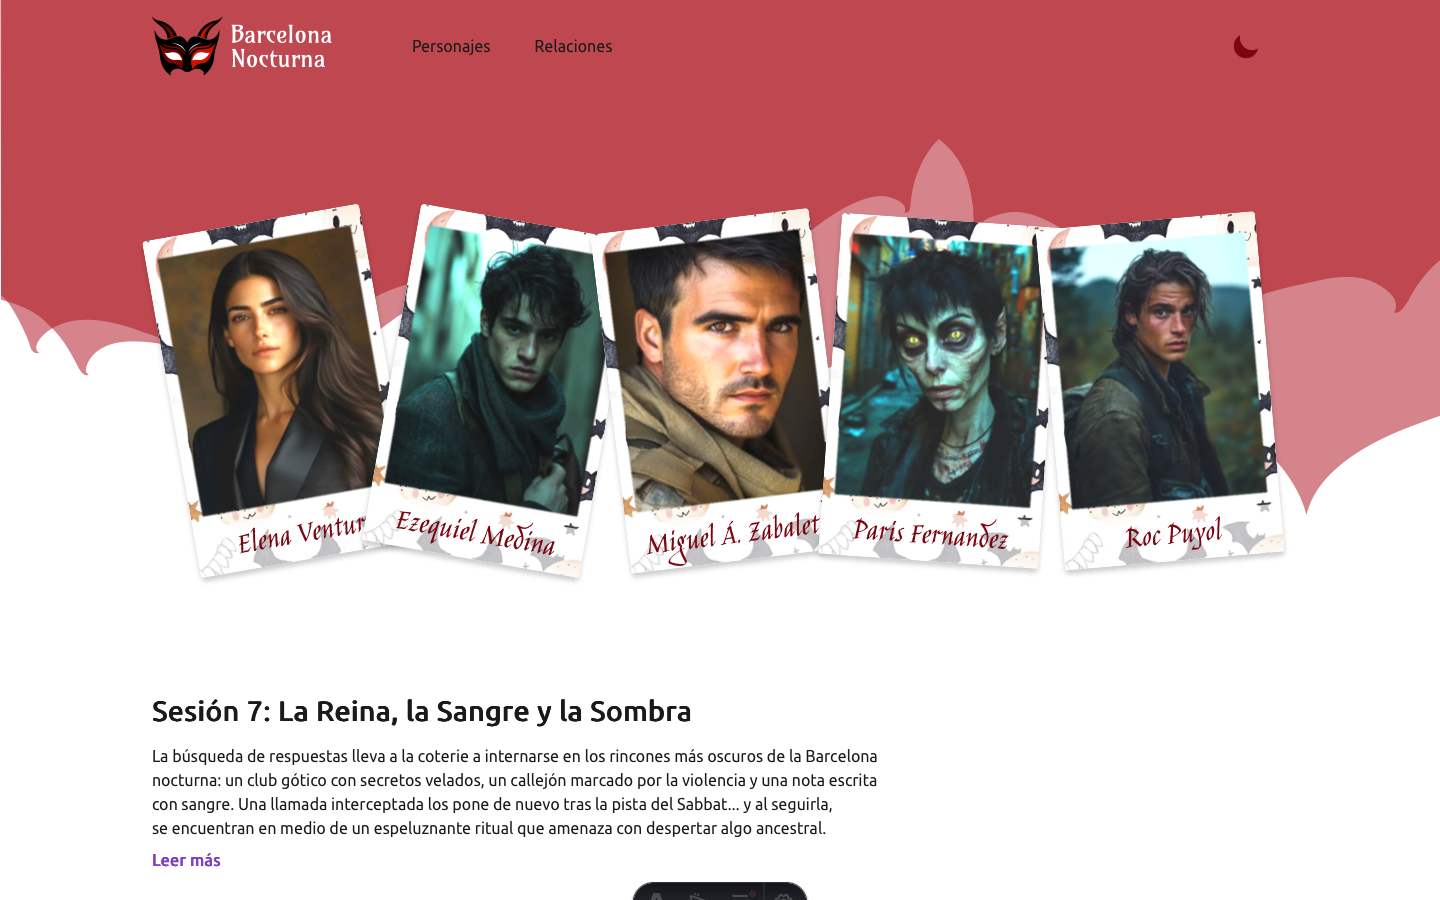 Barcelona
Nocturna
Personajes
Relaciones
Elena Ventur
Ezequiel Medina
Miguel Á. Zabalet
París Fernandez
Roc Puyol
Sesión 7: La Reina, la Sangre y la Sombra
La búsqueda de respuestas lleva a la coterie a internarse en los rincones más oscuros de la Barcelona
nocturna: un club gótico con secretos velados, un callejón marcado por la violencia y una nota escrita
con sangre. Una llamada interceptada los pone de nuevo tras la pista del Sabbat... y al seguirla,
se encuentran en medio de un espeluznante ritual que amenaza con despertar algo ancestral.
Leer más